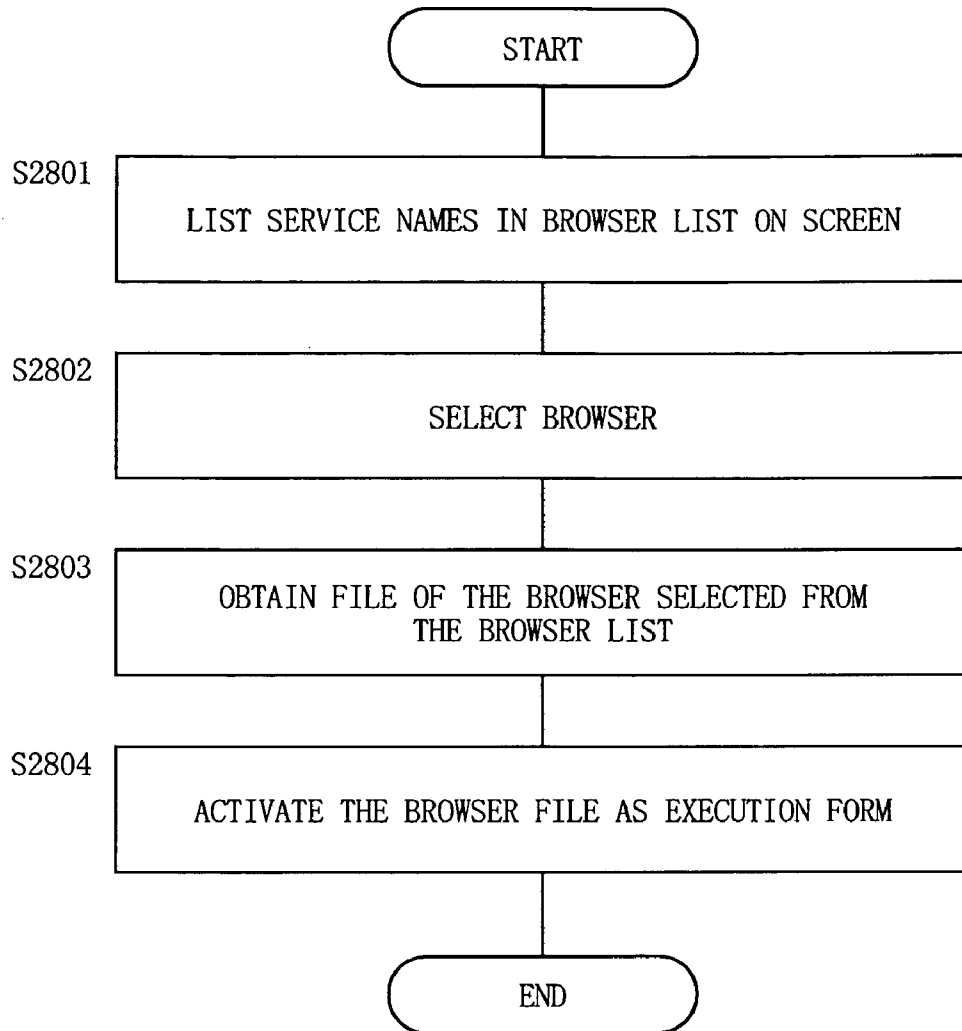 START
S2801
LIST SERVICE NAMES IN BROWSER LIST ON SCREEN
S2802
SELECT BROWSER
S2803
OBTAIN FILE OF THE BROWSER SELECTED FROM
THE BROWSER LIST
S2804
ACTIVATE THE BROWSER FILE AS EXECUTION FORM
END